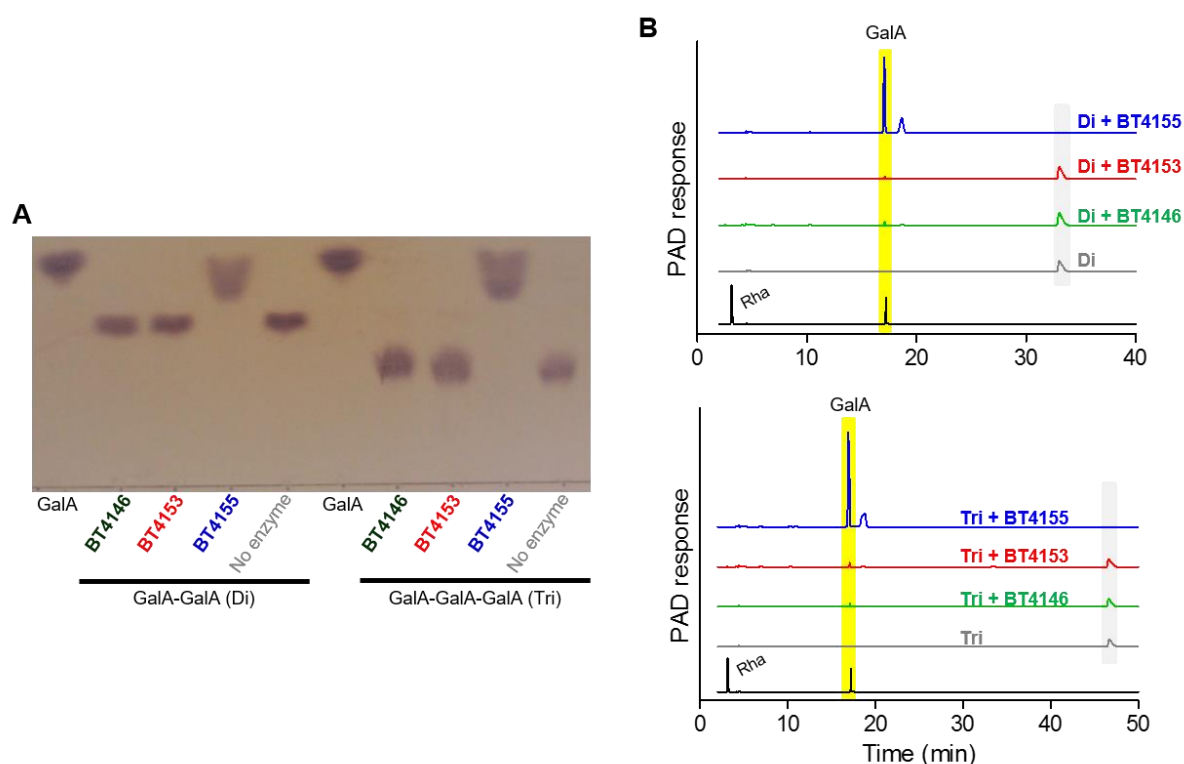 A
GalA
BT4146
BT4153
BT4155
No enzyme
GalA
BT4146
BT4153
BT4155
No enzyme
GalA-GalA (Di)
GalA-GalA-GalA (Tri)
B
GalA
PAD response
Di + BT4155
Di + BT4153
Di + BT4146
Di
Rha
0 10 20 30 40
GalA
PAD response
Tri + BT4155
Tri + BT4153
Tri + BT4146
Tri
Rha
0 10 20 30 40 50
Time (min)